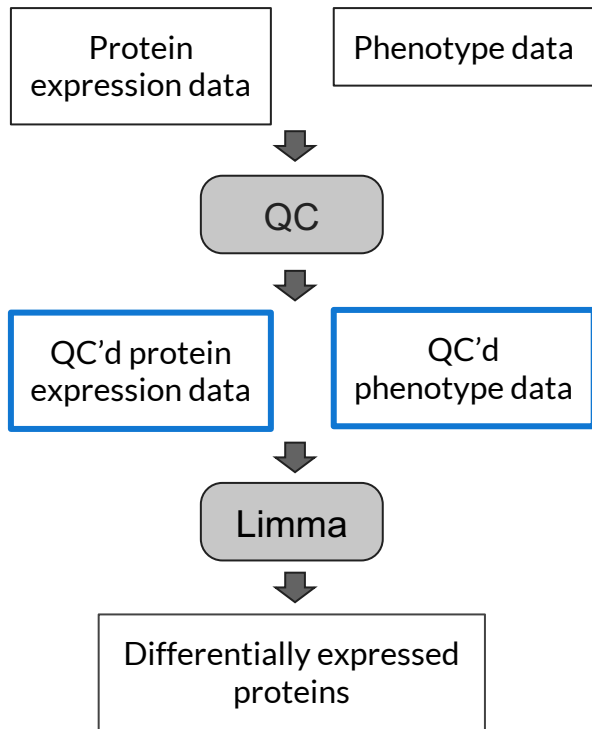 Protein
expression data
Phenotype data
QC
QC’d protein
expression data
QC’d
phenotype data
Limma
Differentially expressed
proteins